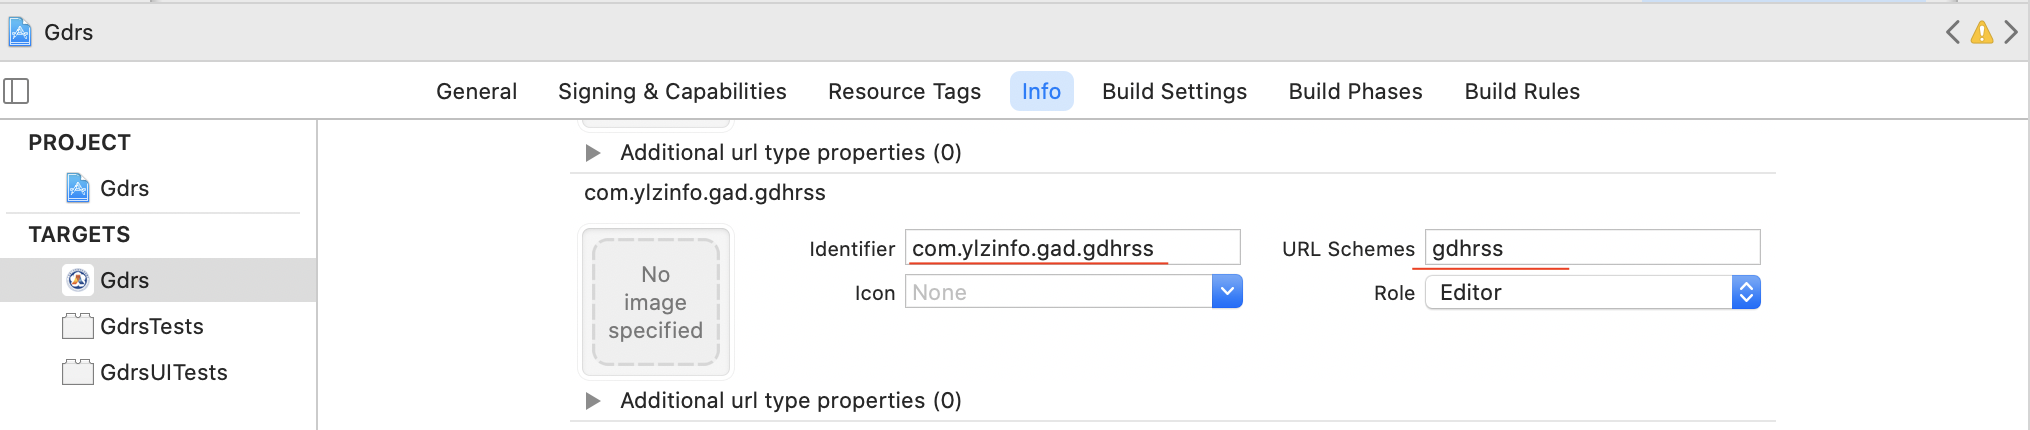 Gdrs
General Signing & Capabilities Resource Tags Info Build Settings Build Phases Build Rules
PROJECT
Gdrs
TARGETS
Gdrs
GdrsTests
GdrsUITests
Additional url type properties (0)
com.ylzinfo.gad.gdhrss
No
image
specified
Identifier com.ylzinfo.gad.gdhrss URL Schemes gdhrss
Icon None Role Editor
Additional url type properties (0)